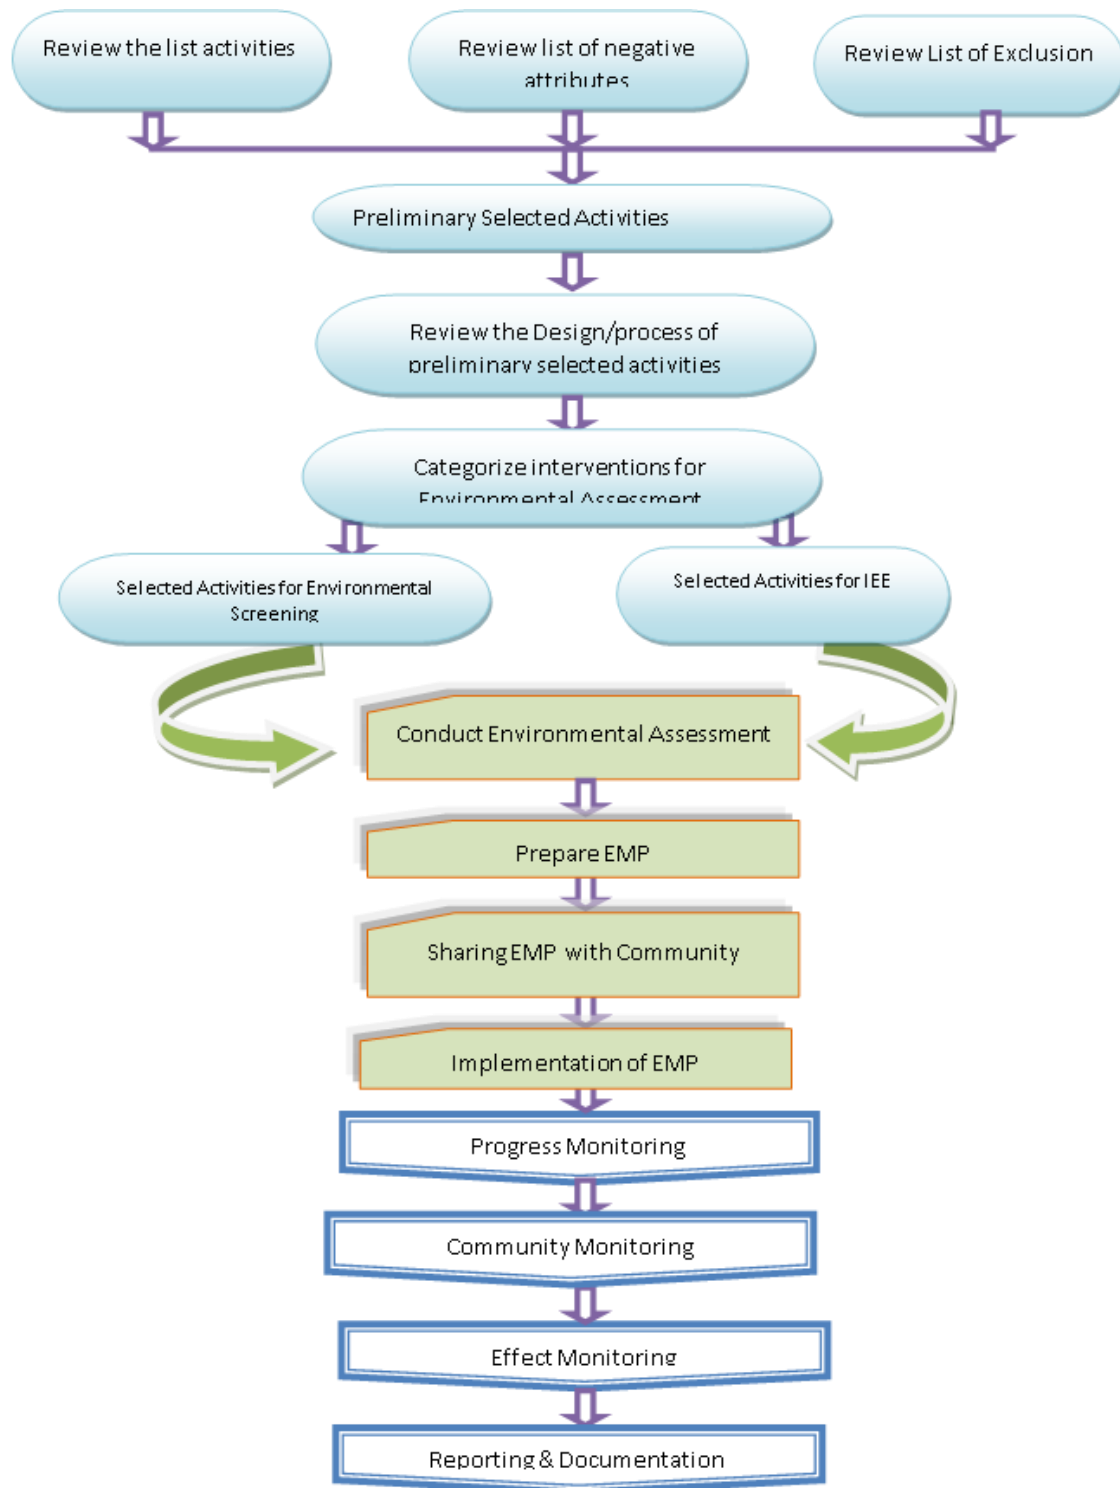 Review the list activities
Review list of negative
attributes
Review List of Exclusion
Preliminary Selected Activities
Review the Design/process of
preliminary selected activities
Categorize interventions for
Environmental Assessment
Selected Activities for Environmental
Screening
Selected Activities for IEE
Conduct Environmental Assessment
Prepare EMP
Sharing EMP with Community
Implementation of EMP
Progress Monitoring
Community Monitoring
Effect Monitoring
Reporting & Documentation